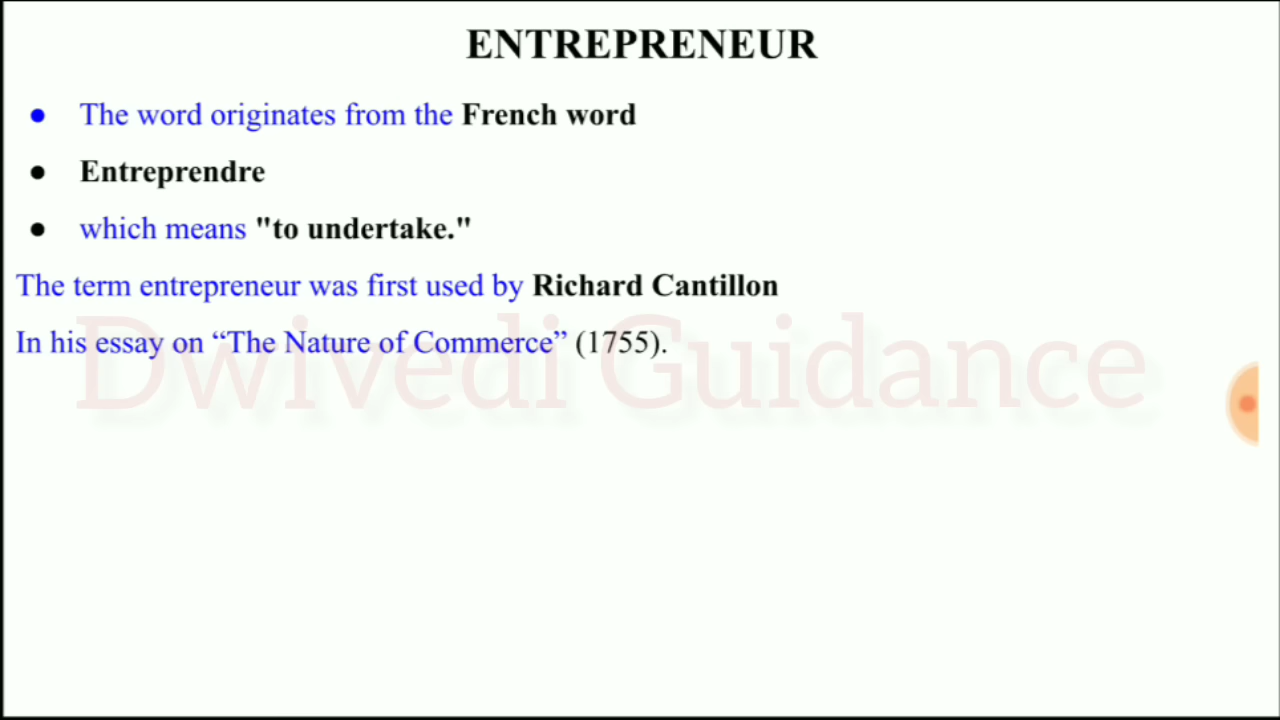 ENTREPRENEUR
● The word originates from the French word
● Entreprendre
● which means "to undertake."
The term entrepreneur was first used by Richard Cantillon
In his essay on “The Nature of Commerce” (1755).
Dwivedi Guidance